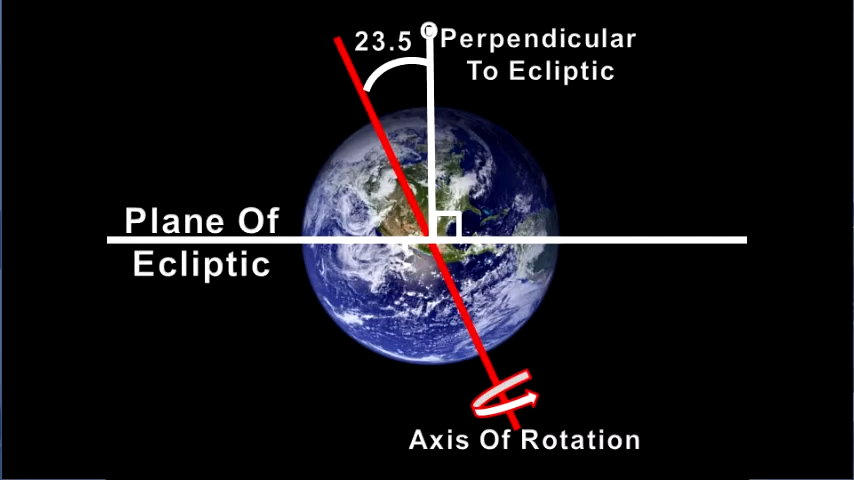 23.5
Perpendicular
To Ecliptic
Plane Of
Ecliptic
Axis Of Rotation